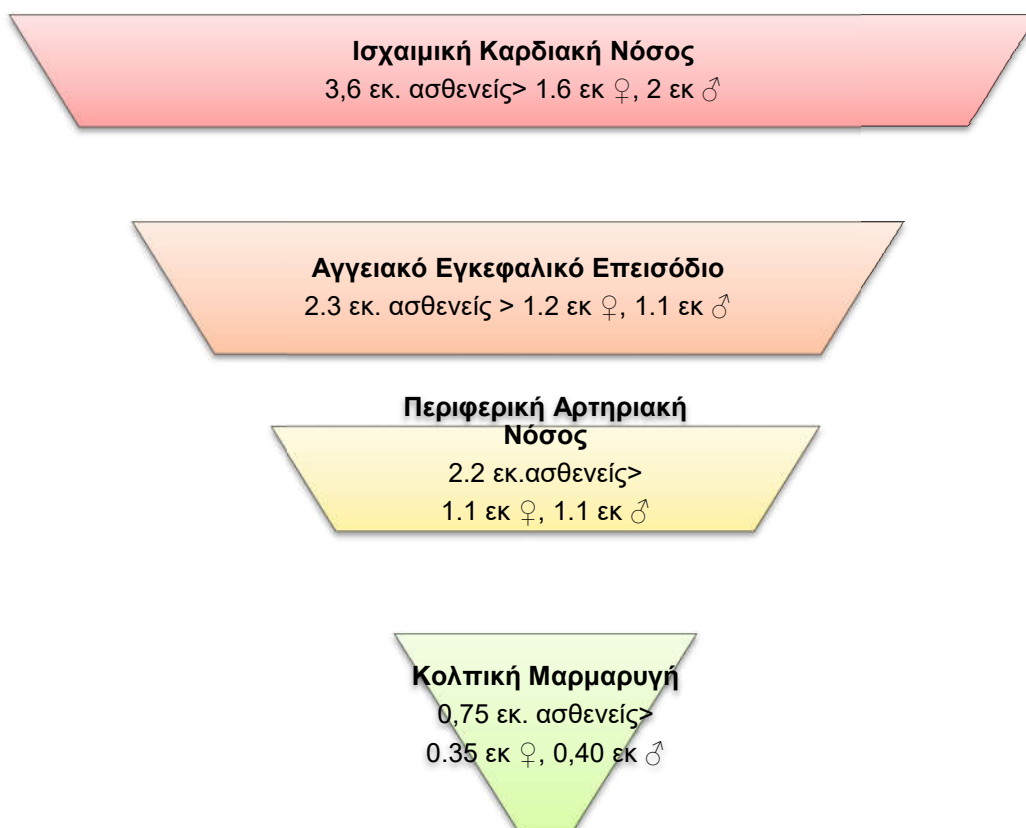 Ισχαιμική Καρδιακή Νόσος
3,6 εκ. ασθενείς> 1.6 εκ ♀, 2 εκ ♂
Αγγειακό Εγκεφαλικό Επεισόδιο
2.3 εκ. ασθενείς > 1.2 εκ ♀, 1.1 εκ ♂
Περιφερική Αρτηριακή
Νόσος
2.2 εκ.ασθενείς>
1.1 εκ ♀, 1.1 εκ ♂
Κολπική Μαρμαρυγή
0,75 εκ. ασθενείς>
0.35 εκ ♀, 0,40 εκ ♂